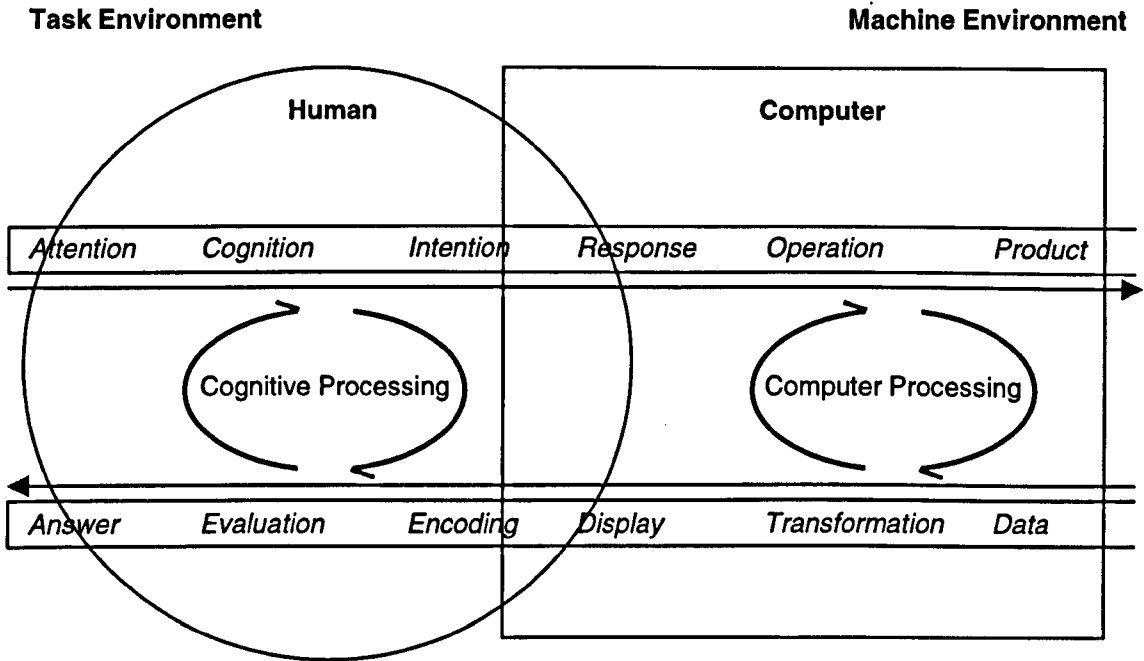 Task Environment Machine Environment
Human Computer
Attention Cognition Intention Response Operation Product
Cognitive Processing Computer Processing
Answer Evaluation Encoding Display Transformation Data